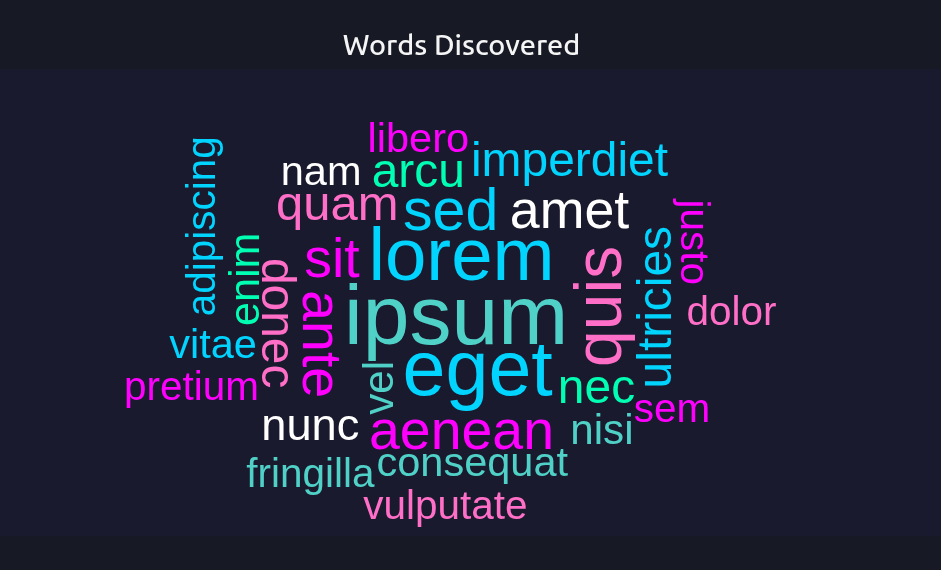 Words Discovered
libero
nam
arcu
imperdiet
adipiscing
quam
sed
amet
justo
enim
sit
lorem
quis
ultricies
donec
ante
ipsum
dolor
vitae
eget
pretium
vel
nec
sem
nunc
aenean
nisi
fringilla
consequat
vulputate